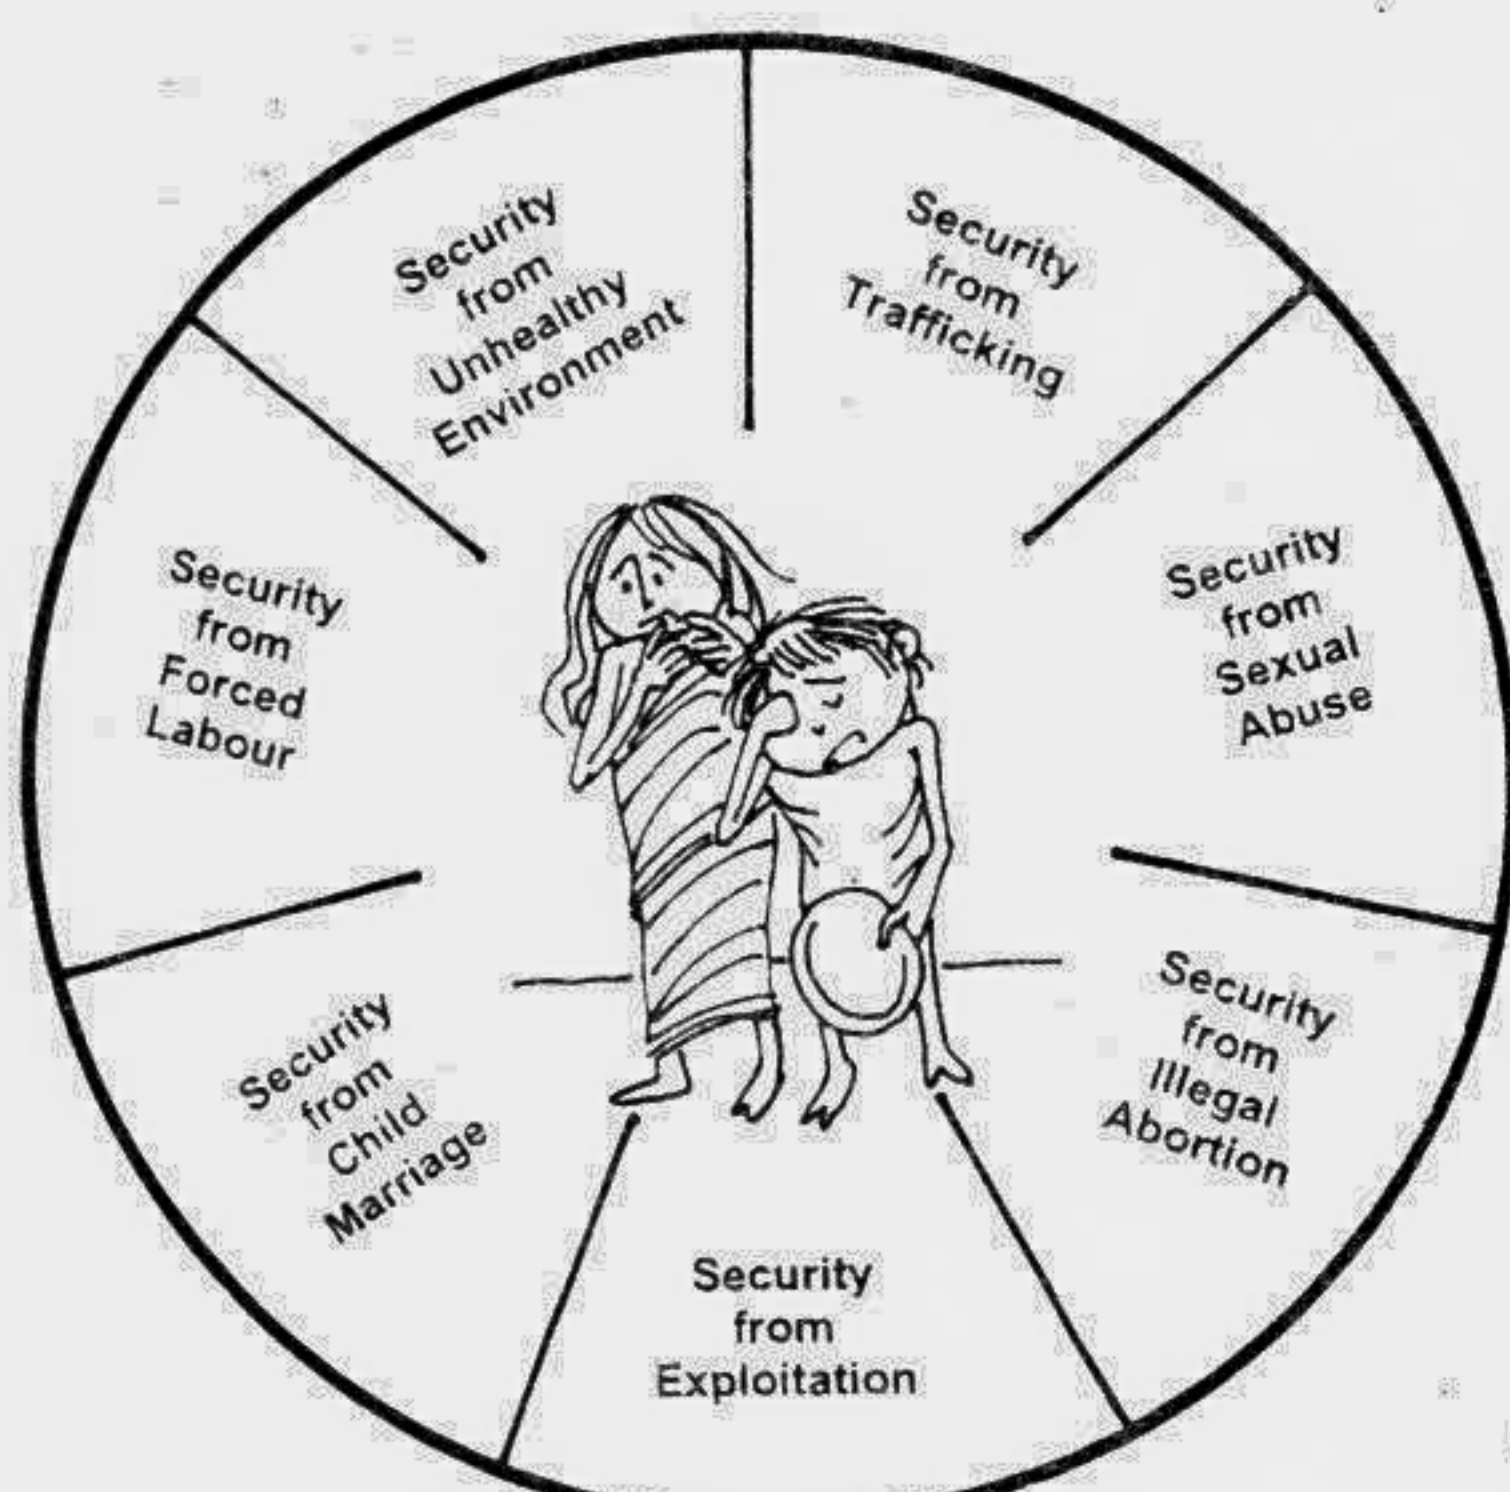 Security
from
Unhealthy
Environment
Security
from
Trafficking
Security
from
Sexual
Abuse
Security
from
Illegal
Abortion
Security
from
Exploitation
Security
from
Child
Marriage
Security
from
Forced
Labour